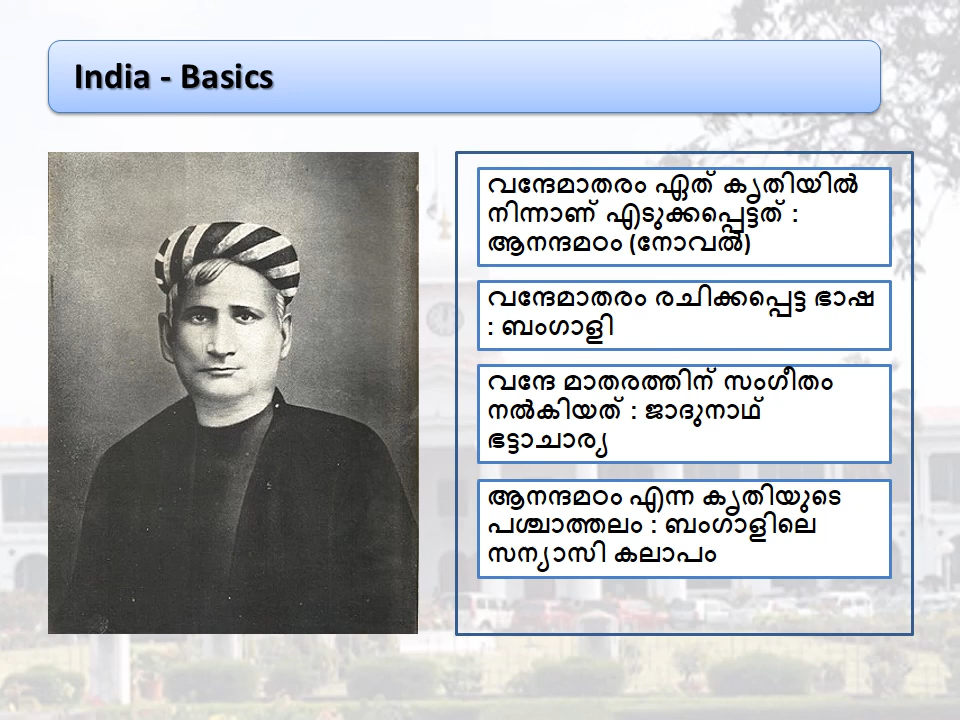 India - Basics
വന്ദേമാതരം ഏത് കൃതിയിൽ
നിന്നാണ് എടുക്കപ്പെട്ടത് :
ആനന്ദമഠം (നോവൽ)
വന്ദേമാതരം രചിക്കപ്പെട്ട ഭാഷ
: ബംഗാളി
വന്ദേ മാതരത്തിന് സംഗീതം
നൽകിയത് : ജാദുനാഥ്
ഭട്ടാചാര്യ
ആനന്ദമഠം എന്ന കൃതിയുടെ
പശ്ചാത്തലം : ബംഗാളിലെ
സന്യാസി കലാപം